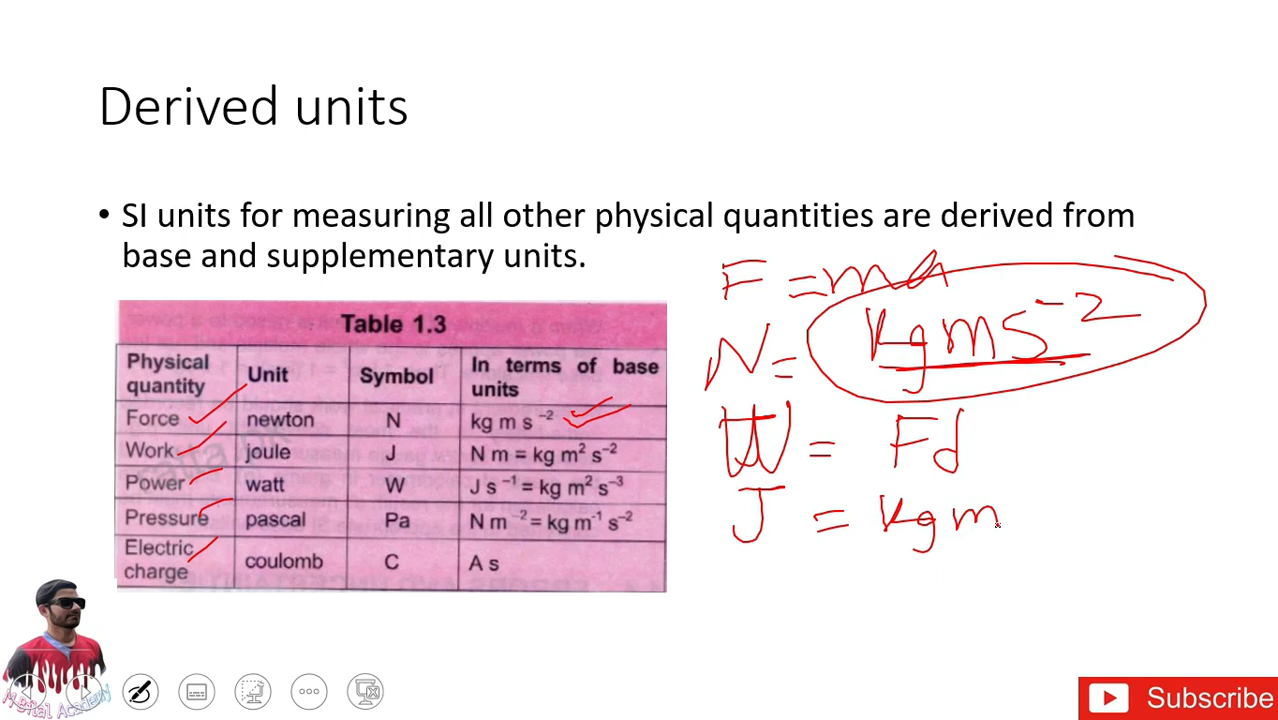 Derived units
• SI units for measuring all other physical quantities are derived from
base and supplementary units.
Table 1.3
Physical quantity Unit Symbol In terms of base units
Force newton N kg m s⁻²
Work joule J N m = kg m² s⁻²
Power watt W J s⁻¹ = kg m² s⁻³
Pressure pascal Pa N m⁻² = kg m⁻¹ s⁻²
Electric charge coulomb C A s
F = ma
N = kgms⁻²
W = Fd
J = kgm
MBilal Academy
Subscribe